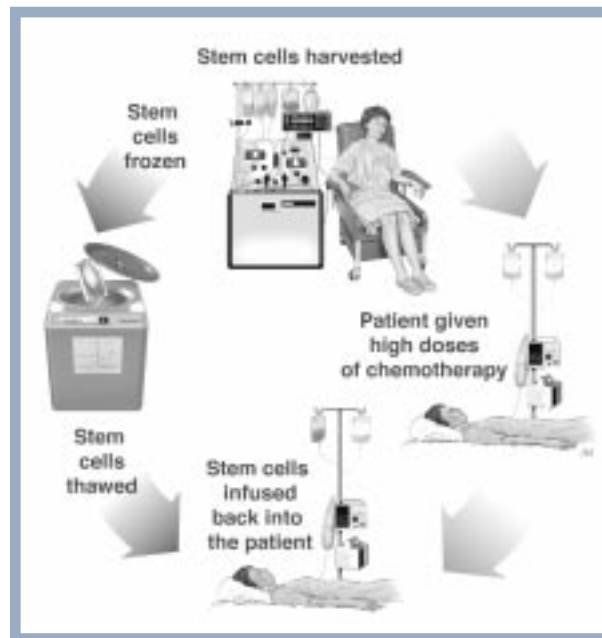 Stem cells harvested
Stem
cells
frozen
Patient given
high doses
of chemotherapy
Stem
cells
thawed
Stem cells
infused
back into
the patient